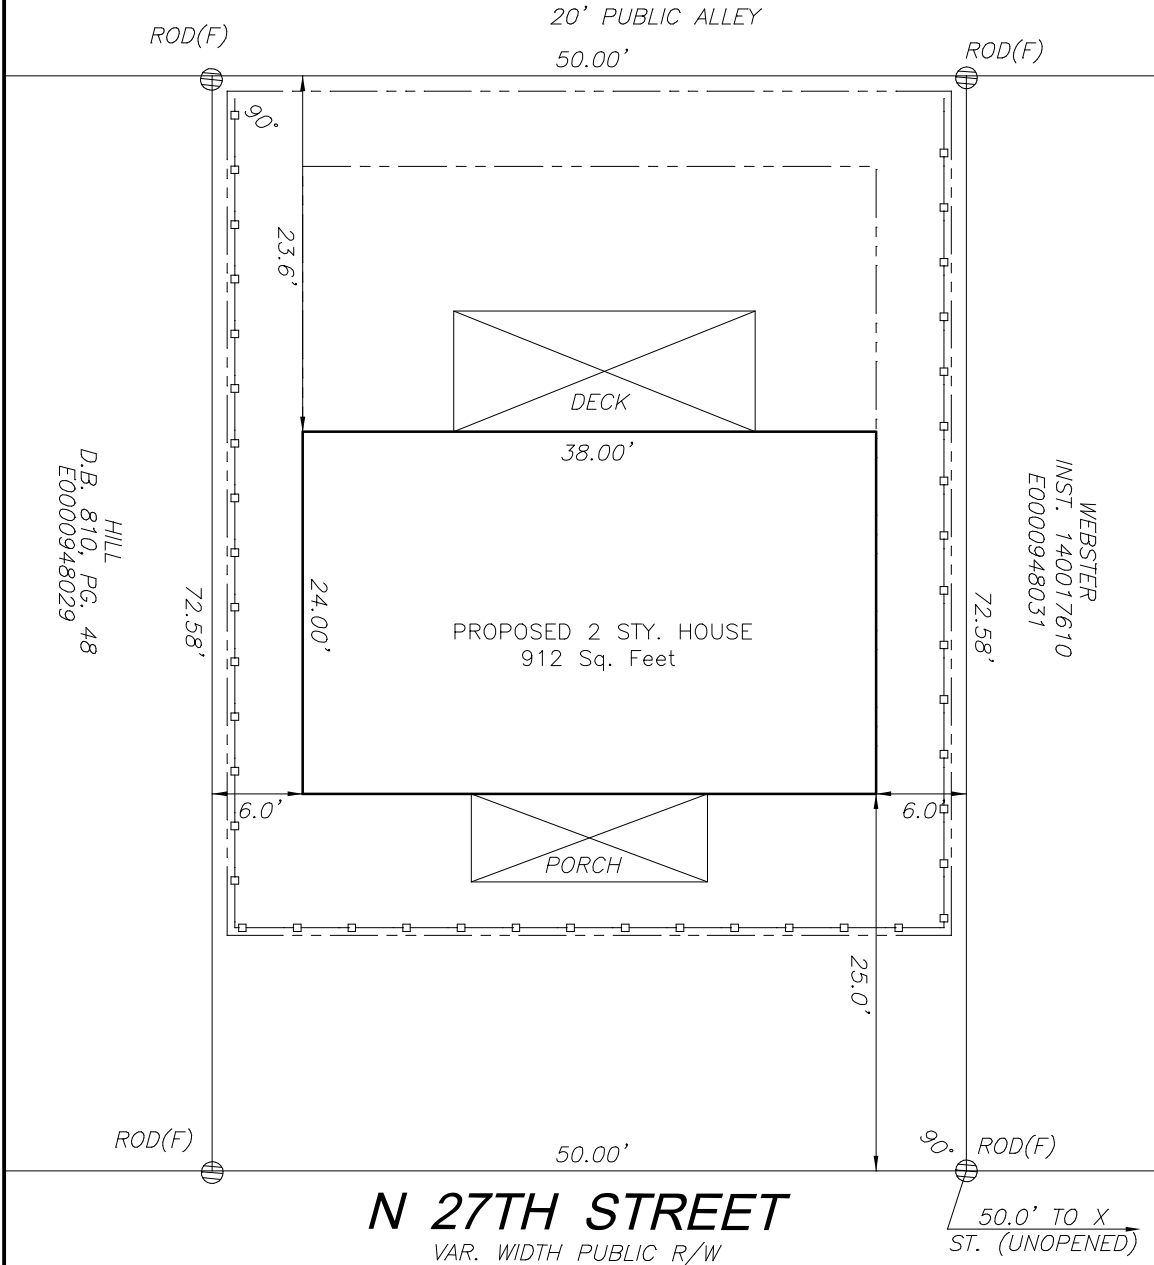 20' PUBLIC ALLEY
ROD(F)
50.00'
ROD(F)
90°
23.6'
DECK
38.00'
HILL
D.B. 810, PG. 48
E0000948029
WEBSTER
INST. 140017610
E0000948031
72.58'
24.00'
PROPOSED 2 STY. HOUSE
912 Sq. Feet
72.58'
6.0'
6.0'
PORCH
25.0'
ROD(F)
50.00'
90°
ROD(F)
N 27TH STREET
VAR. WIDTH PUBLIC R/W
50.0' TO X
ST. (UNOPENED)